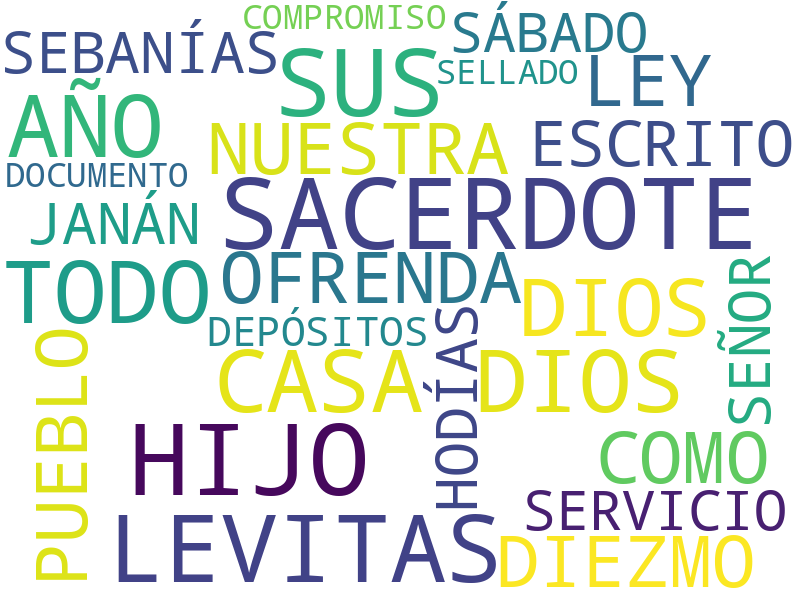 COMPROMISO
SÁBADO
SEBANÍAS
SUS
SELLADO
LEY
AÑO
NUESTRA
ESCRITO
DOCUMENTO
SACERDOTE
JANÁN
TODO
OFRENDA
DIOS
SEÑOR
DEPÓSITOS
HODÍAS
PUEBLO
CASA
DIOS
HIJO
COMO
SERVICIO
LEVITAS
DIEZMO